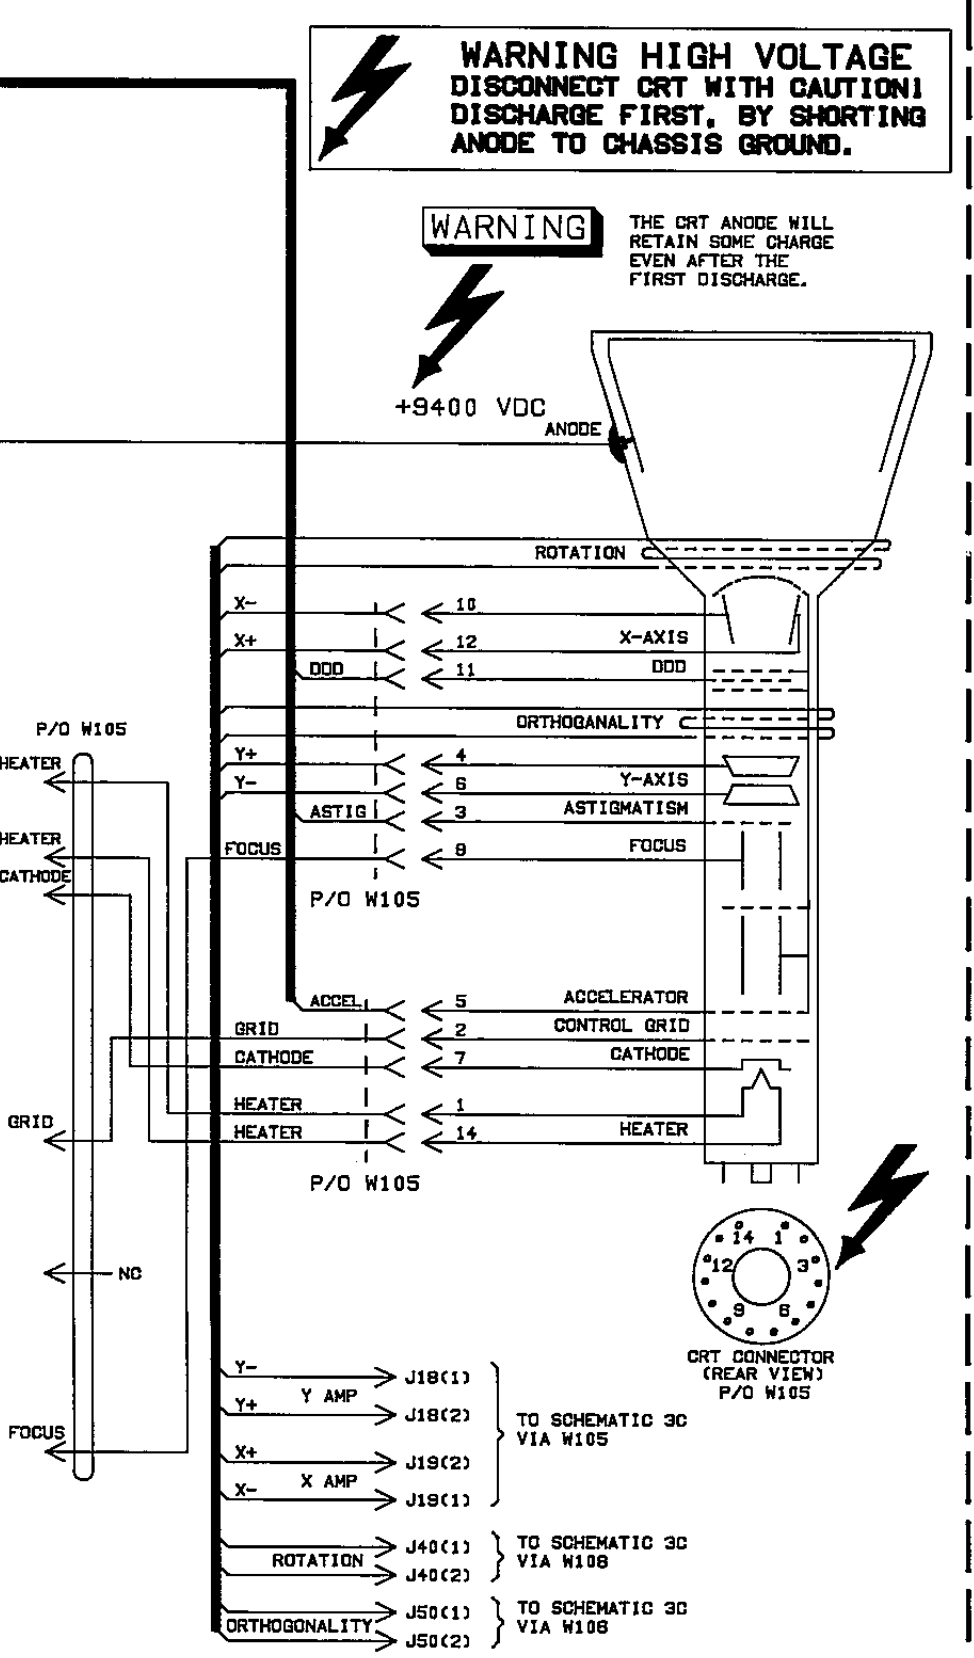 WARNING HIGH VOLTAGE
DISCONNECT CRT WITH CAUTION!
DISCHARGE FIRST, BY SHORTING
ANODE TO CHASSIS GROUND.
WARNING
THE CRT ANODE WILL
RETAIN SOME CHARGE
EVEN AFTER THE
FIRST DISCHARGE.
+9400 VDC
ANODE
ROTATION
X- 10
X+ 12 X-AXIS
DDD 11 DDD
ORTHOGANALITY
P/O W105
Y+ 4
HEATER
Y- 6 Y-AXIS
ASTIG 3 ASTIGMATISM
HEATER
FOCUS 9 FOCUS
CATHODE
P/O W105
ACCEL 5 ACCELERATOR
GRID 2 CONTROL GRID
CATHODE 7 CATHODE
HEATER 1
GRID
HEATER 14 HEATER
P/O W105
14 1
12 3
9 6
NC
CRT CONNECTOR
(REAR VIEW)
P/O W105
Y- J18(1)
Y AMP
Y+ J18(2)
TO SCHEMATIC 3C
VIA W105
FOCUS
X+ J19(2)
X AMP
X- J19(1)
J40(1)
ROTATION
J40(2)
TO SCHEMATIC 3C
VIA W108
J50(1)
ORTHOGONALITY
J50(2)
TO SCHEMATIC 3C